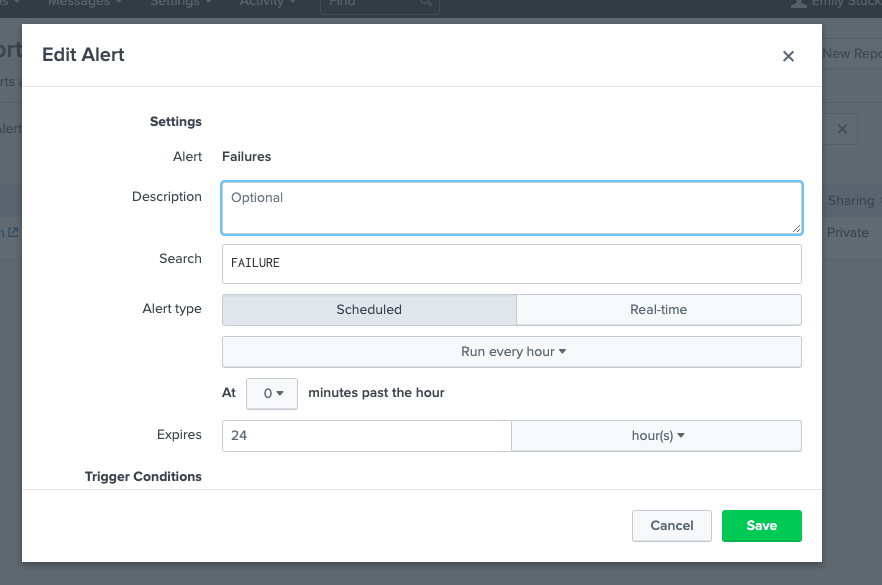 Messages
Settings
Activity
Find
Emily Stuck
Edit Alert
New Repo
Settings
Alert Failures
Description Optional
Sharing
Private
Search FAILURE
Alert type Scheduled Real-time
Run every hour
At 0 minutes past the hour
Expires 24 hour(s)
Trigger Conditions
Cancel Save